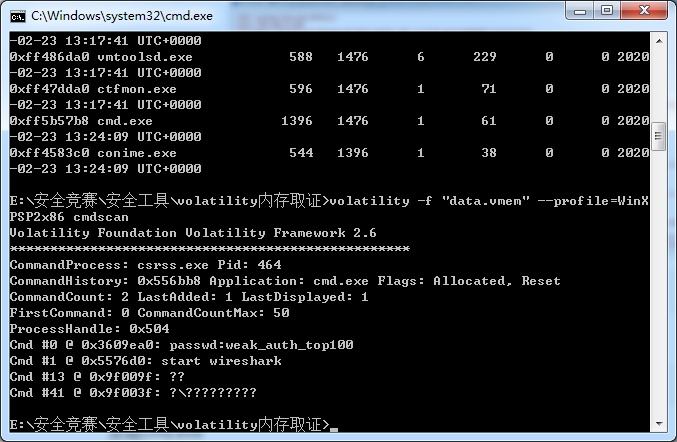 C:\Windows\system32\cmd.exe
-02-23 13:17:41 UTC+0000
0xff486da0 vmtoolsd.exe 588 1476 6 229 0 0 2020
-02-23 13:17:41 UTC+0000
0xff47dda0 ctfmon.exe 596 1476 1 71 0 0 2020
-02-23 13:17:41 UTC+0000
0xff5b57b8 cmd.exe 1396 1476 1 61 0 0 2020
-02-23 13:24:09 UTC+0000
0xff4583c0 conime.exe 544 1396 1 38 0 0 2020
-02-23 13:24:09 UTC+0000
E:\安全竞赛\安全工具\volatility内存取证>volatility -f "data.vmem" --profile=WinX
PSP2x86 cmdscan
Volatility Foundation Volatility Framework 2.6
**************************************************
CommandProcess: csrss.exe Pid: 464
CommandHistory: 0x556bb8 Application: cmd.exe Flags: Allocated, Reset
CommandCount: 2 LastAdded: 1 LastDisplayed: 1
FirstCommand: 0 CommandCountMax: 50
ProcessHandle: 0x504
Cmd #0 @ 0x3609ea0: passwd:weak_auth_top100
Cmd #1 @ 0x5576d0: start wireshark
Cmd #13 @ 0x9f009f: ??
Cmd #41 @ 0x9f003f: ?\?????????
E:\安全竞赛\安全工具\volatility内存取证>